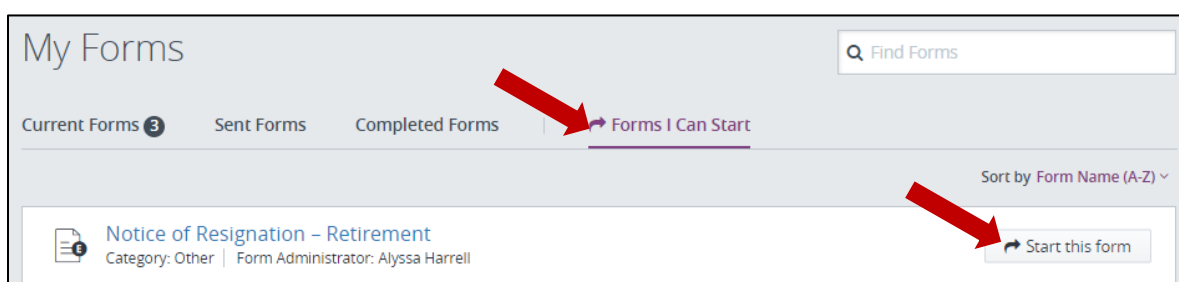 My Forms
Find Forms
Current Forms 3 Sent Forms Completed Forms Forms I Can Start
Sort by Form Name (A-Z)
Notice of Resignation – Retirement
E
Category: Other | Form Administrator: Alyssa Harrell
Start this form